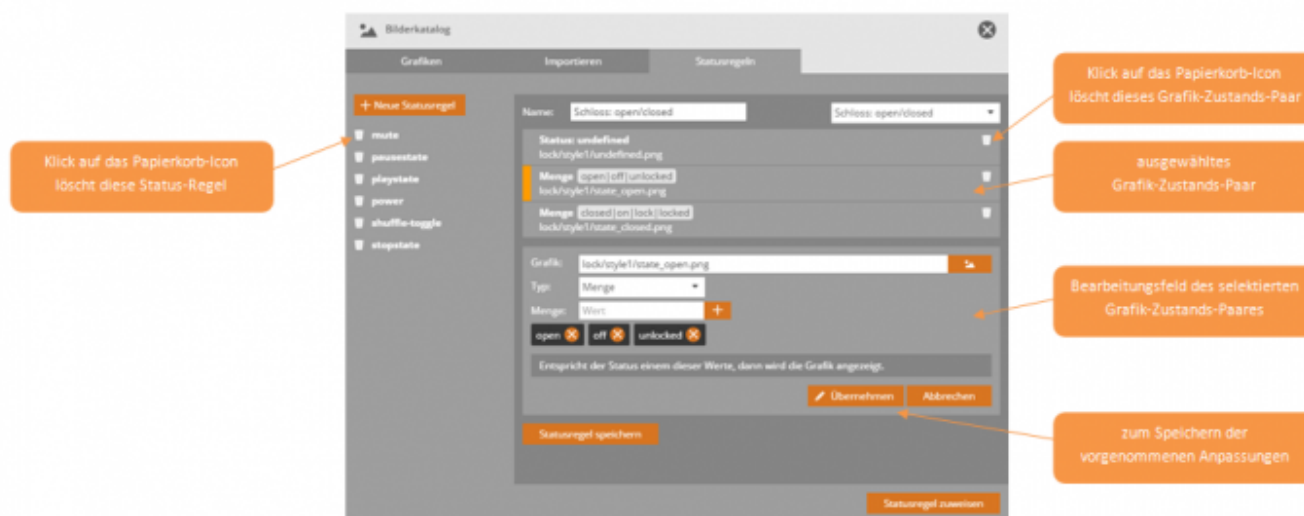 Bilderkatalog
Grafiken
Importieren
Statusregeln
Klick auf das Papierkorb-Icon
löscht diese Status-Regel
+ Neue Statusregel
mute
pausestate
playstate
power
shuffle-toggle
stopstate
Name: Schloss: open/closed
Schloss: open/closed
Status: undefined
lock/style1/undefined.png
Menge open|off|unlocked
lock/style1/state_open.png
Menge closed|on|lock|locked
lock/style1/state_closed.png
Grafik: lock/style1/state_open.png
Typ: Menge
Menge: Wert +
open off unlocked
Entspricht der Status einem dieser Werte, dann wird die Grafik angezeigt.
Übernehmen Abbrechen
Statusregel speichern
Statusregel zuweisen
Klick auf das Papierkorb-Icon
löscht dieses Grafik-Zustands-Paar
ausgewähltes
Grafik-Zustands-Paar
Bearbeitungsfeld des selektierten
Grafik-Zustands-Paares
zum Speichern der
vorgenommenen Anpassungen